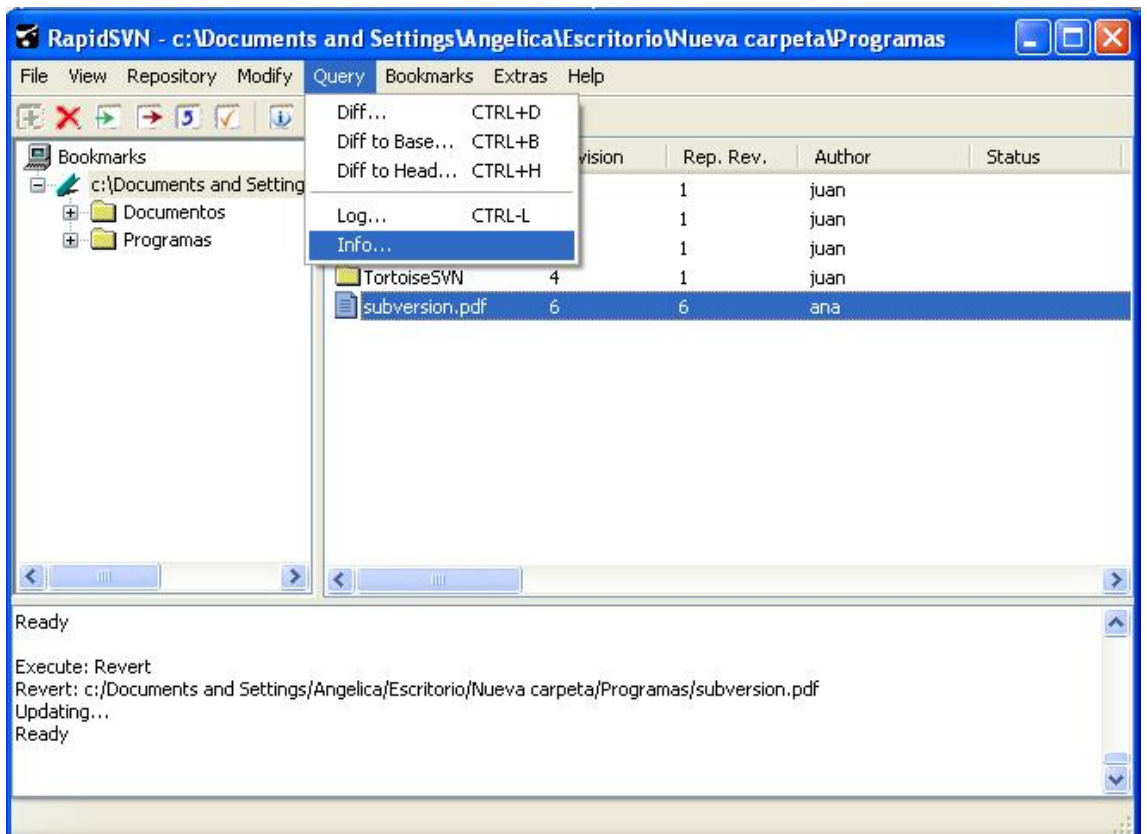 RapidSVN - c:\Documents and Settings\Angelica\Escritorio\Nueva carpeta\Programas
File View Repository Modify Query Bookmarks Extras Help
Diff... CTRL+D
Diff to Base... CTRL+B
Diff to Head... CTRL+H
Log... CTRL-L
Info...
Bookmarks
c:\Documents and Setting
Documentos
Programas
vision Rep. Rev. Author Status
1 juan
1 juan
1 juan
TortoiseSVN 4 1 juan
subversion.pdf 6 6 ana
Ready
Execute: Revert
Revert: c:/Documents and Settings/Angelica/Escritorio/Nueva carpeta/Programas/subversion.pdf
Updating...
Ready